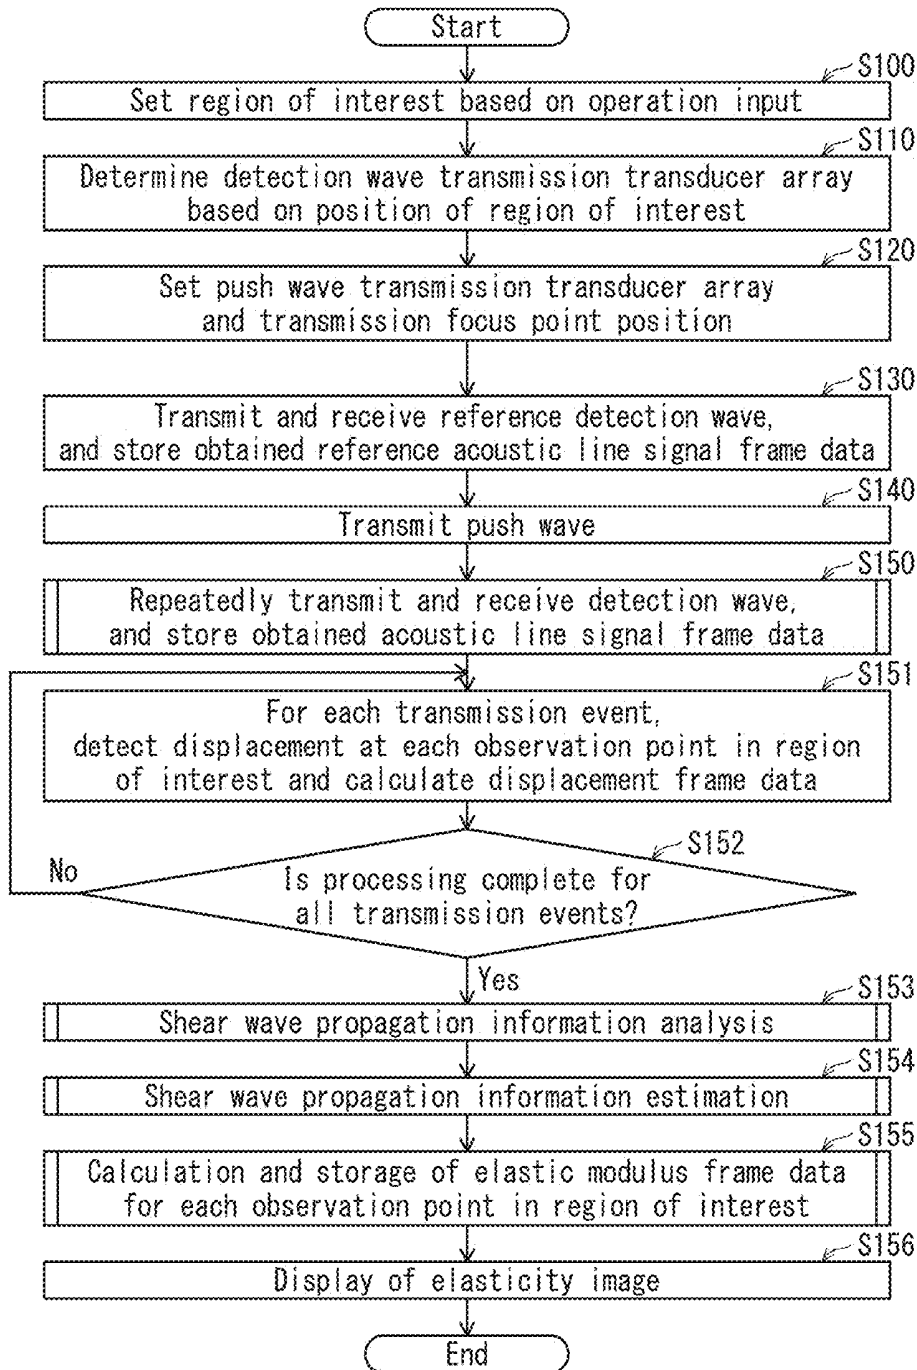 Start
S100
Set region of interest based on operation input
S110
Determine detection wave transmission transducer array
based on position of region of interest
S120
Set push wave transmission transducer array
and transmission focus point position
S130
Transmit and receive reference detection wave,
and store obtained reference acoustic line signal frame data
S140
Transmit push wave
S150
Repeatedly transmit and receive detection wave,
and store obtained acoustic line signal frame data
S151
For each transmission event,
detect displacement at each observation point in region
of interest and calculate displacement frame data
S152
No
Is processing complete for
all transmission events?
Yes
S153
Shear wave propagation information analysis
S154
Shear wave propagation information estimation
S155
Calculation and storage of elastic modulus frame data
for each observation point in region of interest
S156
Display of elasticity image
End